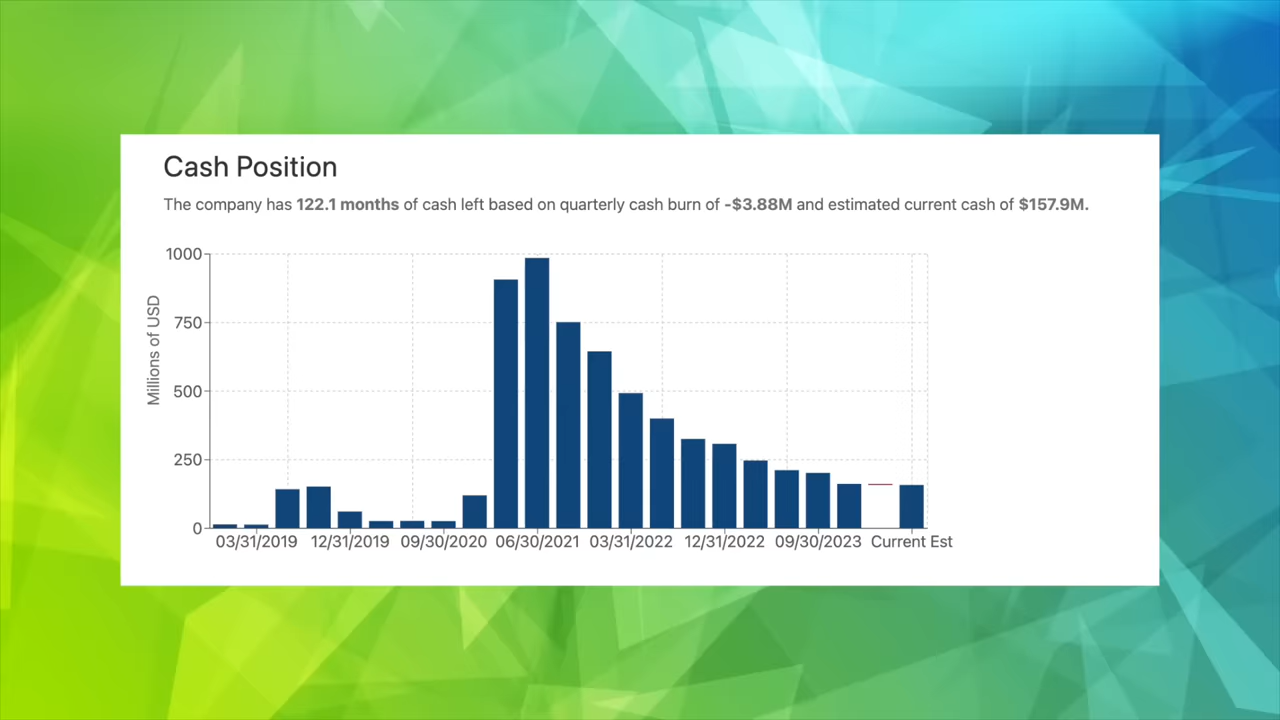 Cash Position
The company has 122.1 months of cash left based on quarterly cash burn of -$3.88M and estimated current cash of $157.9M.
Millions of USD
1000
750
500
250
0
03/31/2019 12/31/2019 09/30/2020 06/30/2021 03/31/2022 12/31/2022 09/30/2023 Current Est